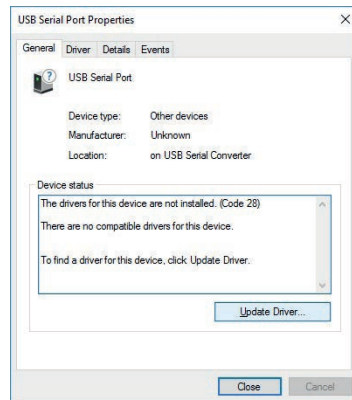 USB Serial Port Properties
General Driver Details Events
USB Serial Port
Device type: Other devices
Manufacturer: Unknown
Location: on USB Serial Converter
Device status
The drivers for this device are not installed. (Code 28)
There are no compatible drivers for this device.
To find a driver for this device, click Update Driver.
Update Driver...
Close Cancel